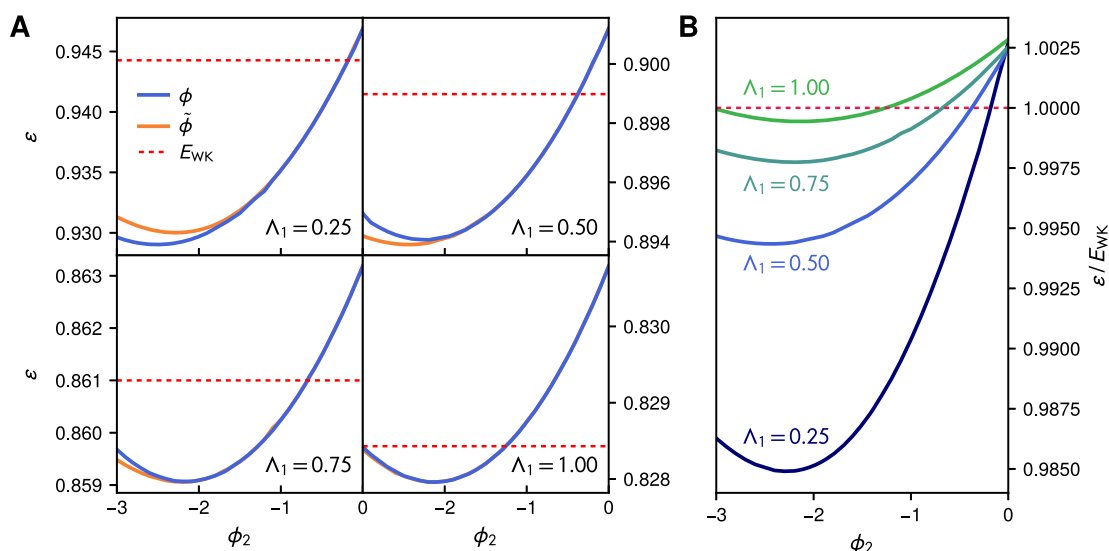 A
B
0.945
0.940
0.935
0.930
ε
ϕ
ϕ̃
E_WK
Λ₁ = 0.25
0.900
0.898
0.896
0.894
Λ₁ = 0.50
0.863
0.862
0.861
0.860
0.859
ε
Λ₁ = 0.75
0.830
0.829
0.828
Λ₁ = 1.00
−3
−2
−1
0
−2
−1
0
ϕ₂
ϕ₂
Λ₁ = 1.00
Λ₁ = 0.75
Λ₁ = 0.50
Λ₁ = 0.25
1.0025
1.0000
0.9975
0.9950
0.9925
0.9900
0.9875
0.9850
ε / E_WK
−3
−2
−1
0
ϕ₂